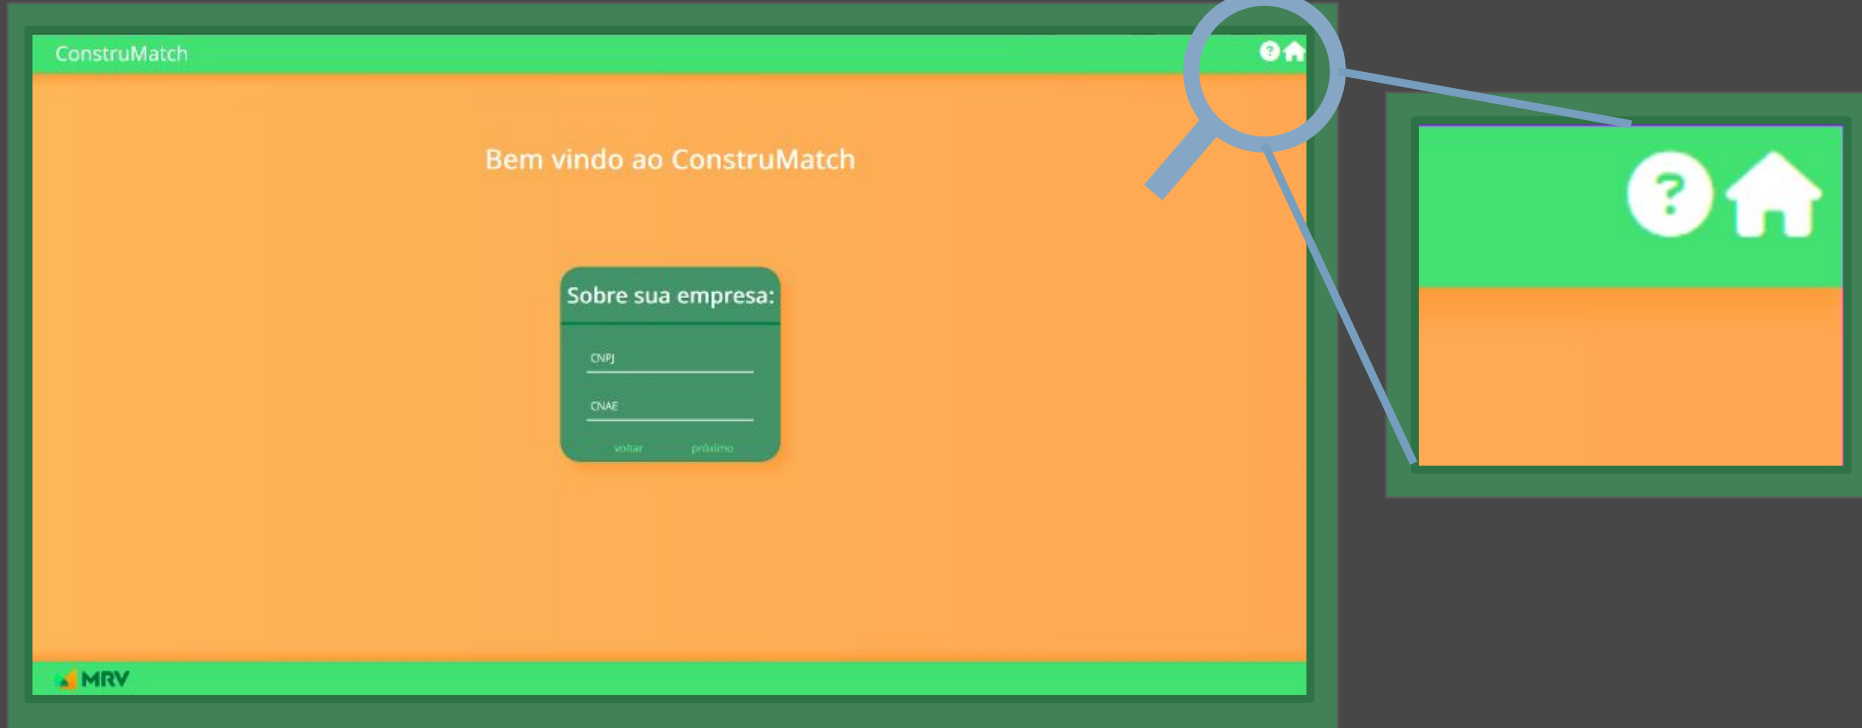 ConstruMatch
?
Bem vindo ao ConstruMatch
Sobre sua empresa:
CNPJ
CNAE
voltar próximo
MRV
?